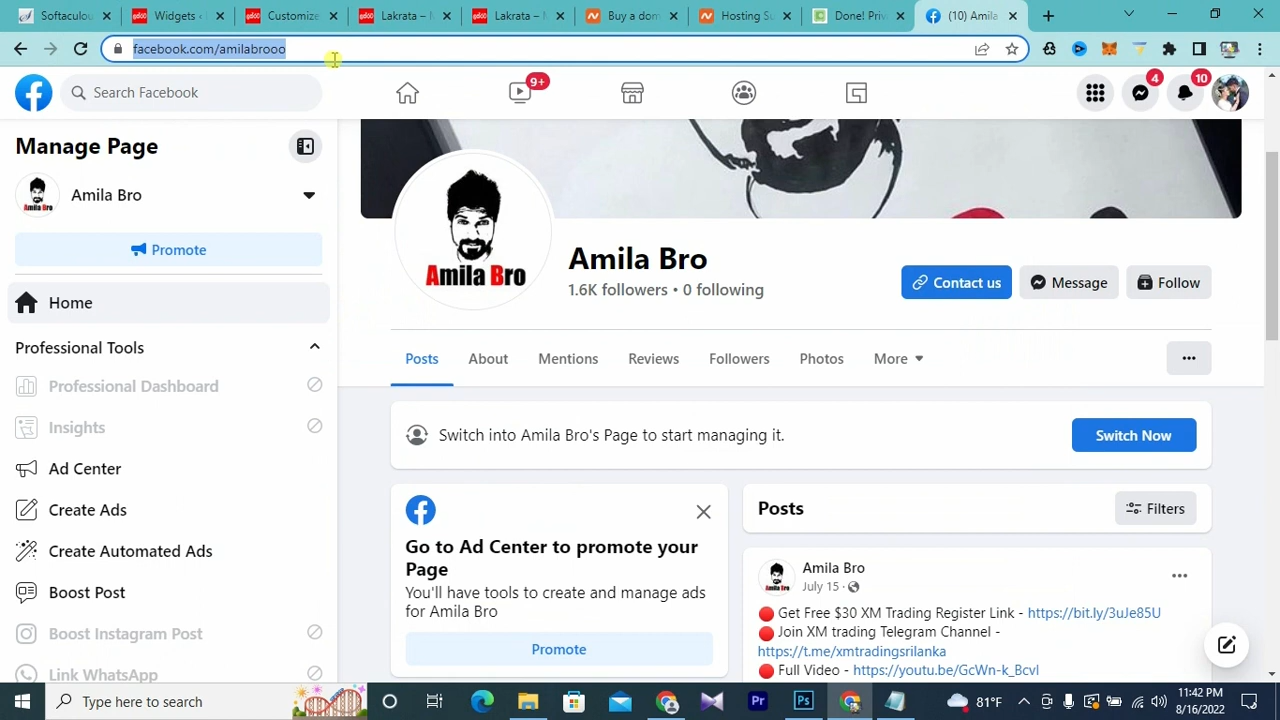 Softaculou
Widgets ‹
Customize
Lakrata –
Lakrata –
Buy a dom
Hosting Su
Done! Priv
(10) Amila
facebook.com/amilabrooo
Search Facebook
9+
4
10
Manage Page
Amila Bro
Promote
Home
Professional Tools
Professional Dashboard
Insights
Ad Center
Create Ads
Create Automated Ads
Boost Post
Boost Instagram Post
Link WhatsApp
Amila Bro
Amila Bro
1.6K followers • 0 following
Contact us
Message
Follow
Posts
About
Mentions
Reviews
Followers
Photos
More
Switch into Amila Bro's Page to start managing it.
Switch Now
Go to Ad Center to promote your
Page
You'll have tools to create and manage ads
for Amila Bro
Promote
Posts
Filters
Amila Bro
July 15 ·
Get Free $30 XM Trading Register Link - https://bit.ly/3uJe85U
Join XM trading Telegram Channel -
https://t.me/xmtradingsrilanka
Full Video - https://youtu.be/GcWn-k_BcvI
Type here to search
Pr
Ps
81°F
11:42 PM
8/16/2022